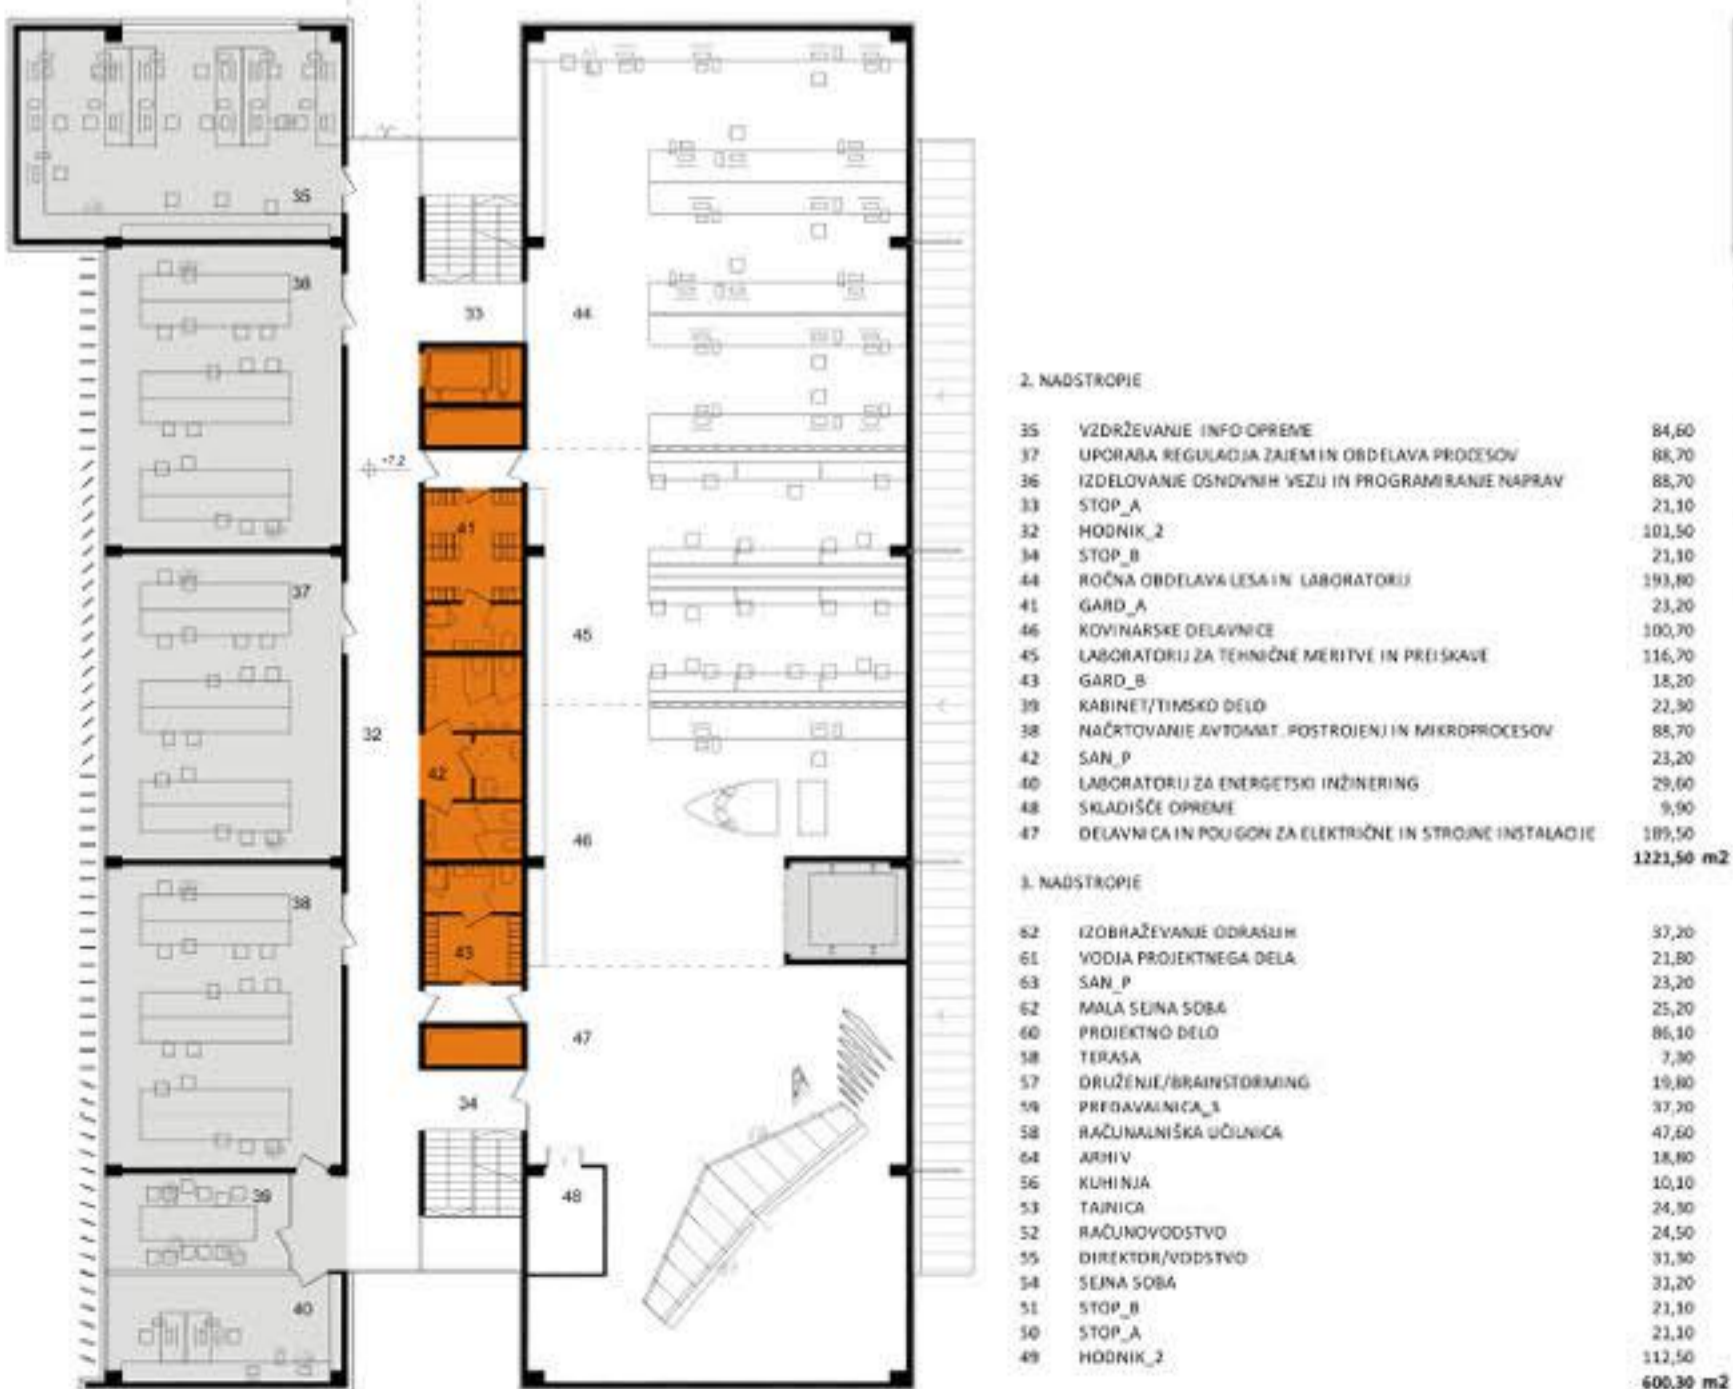 35
36
33
44
+7,2
41
37
45
32
42
46
38
43
47
34
39
48
40
2. NADSTROPJE
35 VZDRŽEVANJE INFO OPREME 84,60
37 UPORABA REGULACIJA ZAJEM IN OBDELAVA PROCESOV 88,70
36 IZDELOVANJE OSNOVNIH VEZIJ IN PROGRAMIRANJE NAPRAV 88,70
33 STOP_A 21,10
32 HODNIK_2 101,50
34 STOP_B 21,10
44 ROČNA OBDELAVA LESA IN LABORATORIJ 193,80
41 GARD_A 23,20
46 KOVINARSKE DELAVNICE 100,70
45 LABORATORIJ ZA TEHNIČNE MERITVE IN PREISKAVE 116,70
43 GARD_B 18,20
39 KABINET/TIMSKO DELO 22,30
38 NAČRTOVANJE AVTOMAT. POSTROJENJ IN MIKROPROCESOV 88,70
42 SAN_P 23,20
40 LABORATORIJ ZA ENERGETSKI INŽINERING 29,60
48 SKLADIŠČE OPREME 9,90
47 DELAVNICA IN POLIGON ZA ELEKTRIČNE IN STROJNE INSTALACIJE 189,50
1221,50 m2
3. NADSTROPJE
62 IZOBRAŽEVANJE ODRASLIH 37,20
61 VODJA PROJEKTNEGA DELA 21,80
63 SAN_P 23,20
62 MALA SEJNA SOBA 25,20
60 PROJEKTNO DELO 86,10
58 TERASA 7,30
57 DRUŽENJE/BRAINSTORMING 19,80
59 PREDAVALNICA_3 37,20
58 RAČUNALNIŠKA UČILNICA 47,60
64 ARHIV 18,80
56 KUHINJA 10,10
53 TAJNICA 24,30
52 RAČUNOVODSTVO 24,50
55 DIREKTOR/VODSTVO 31,30
54 SEJNA SOBA 31,20
51 STOP_B 21,10
50 STOP_A 21,10
49 HODNIK_2 112,50
600,30 m2